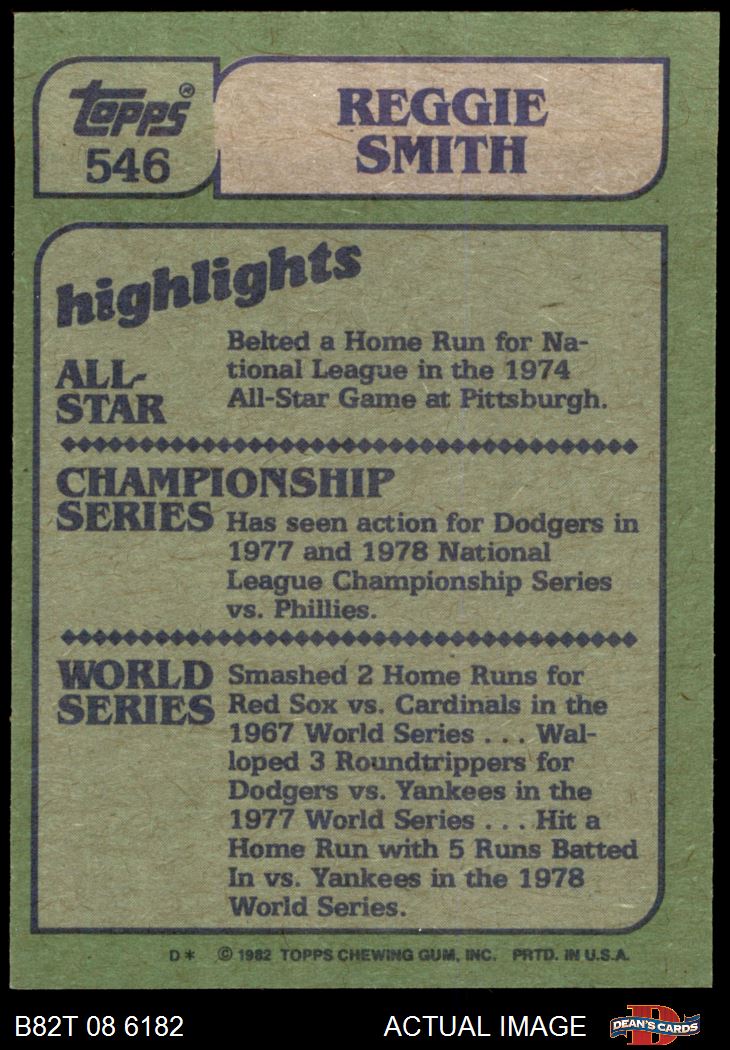 topps®
546
REGGIE
SMITH
highlights
ALL-
STAR
Belted a Home Run for Na-
tional League in the 1974
All-Star Game at Pittsburgh.
CHAMPIONSHIP
SERIES
Has seen action for Dodgers in
1977 and 1978 National
League Championship Series
vs. Phillies.
WORLD
SERIES
Smashed 2 Home Runs for
Red Sox vs. Cardinals in the
1967 World Series . . . Wal-
loped 3 Roundtrippers for
Dodgers vs. Yankees in the
1977 World Series . . . Hit a
Home Run with 5 Runs Batted
In vs. Yankees in the 1978
World Series.
D* © 1982 TOPPS CHEWING GUM, INC. PRTD. IN U.S.A.
B82T 08 6182
ACTUAL IMAGE
DEAN'S CARDS